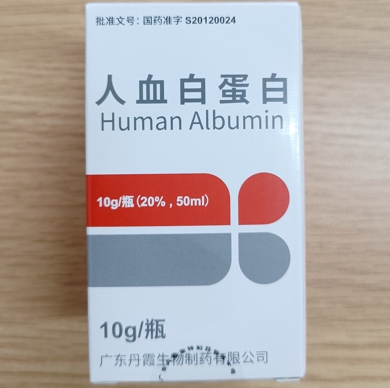 批准文号：国药准字 S20120024
人血白蛋白
Human Albumin
10g/瓶(20%，50ml)
10g/瓶
广东丹霞生物制药有限公司